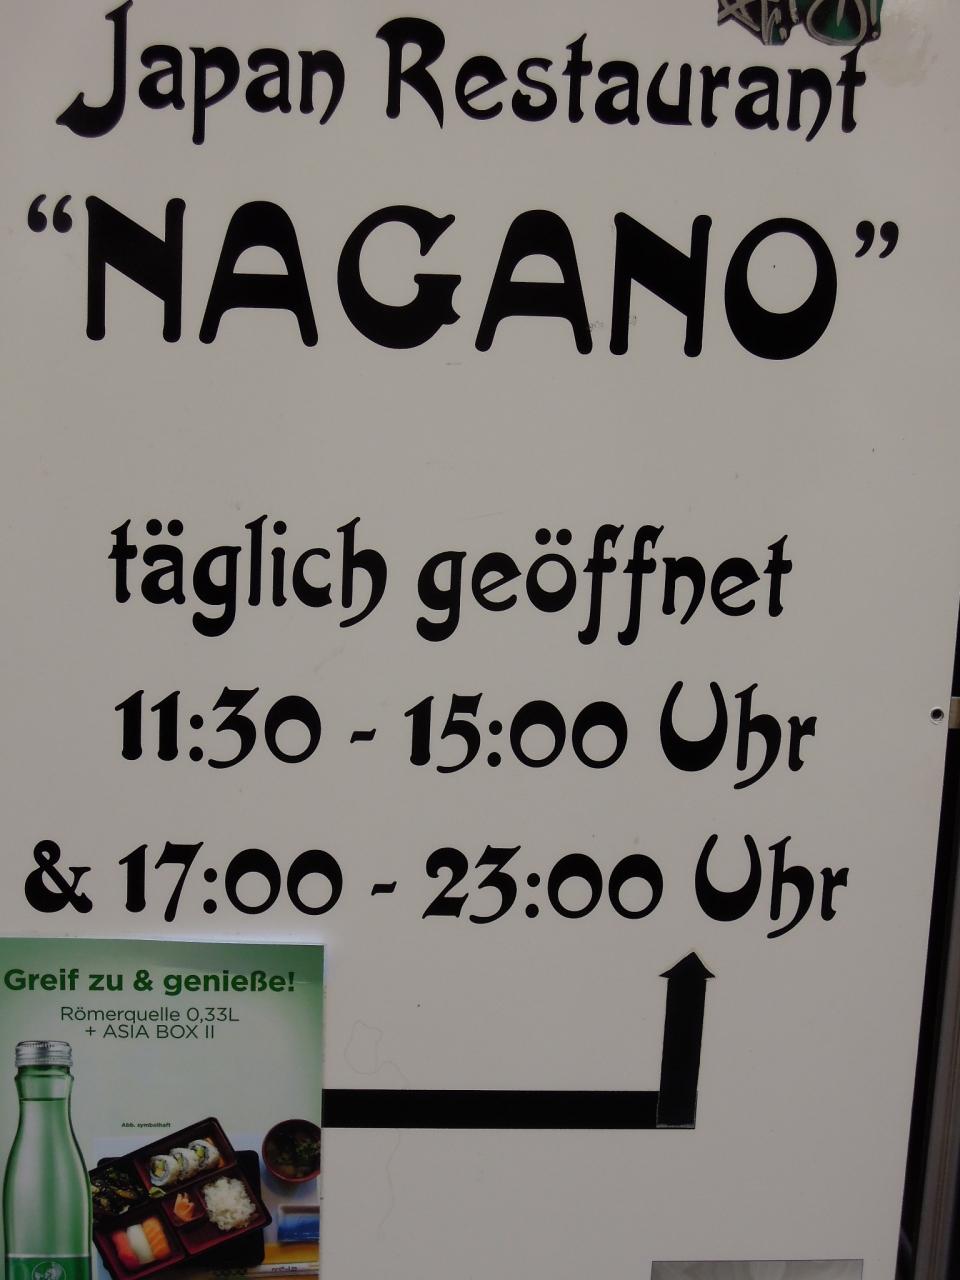 Japan Restaurant
“NAGANO”
täglich geöffnet
11:30 - 15:00 Uhr
& 17:00 - 23:00 Uhr
Greif zu & genieße!
Römerquelle 0,33L
+ ASIA BOX II
Abb. symbolhaft